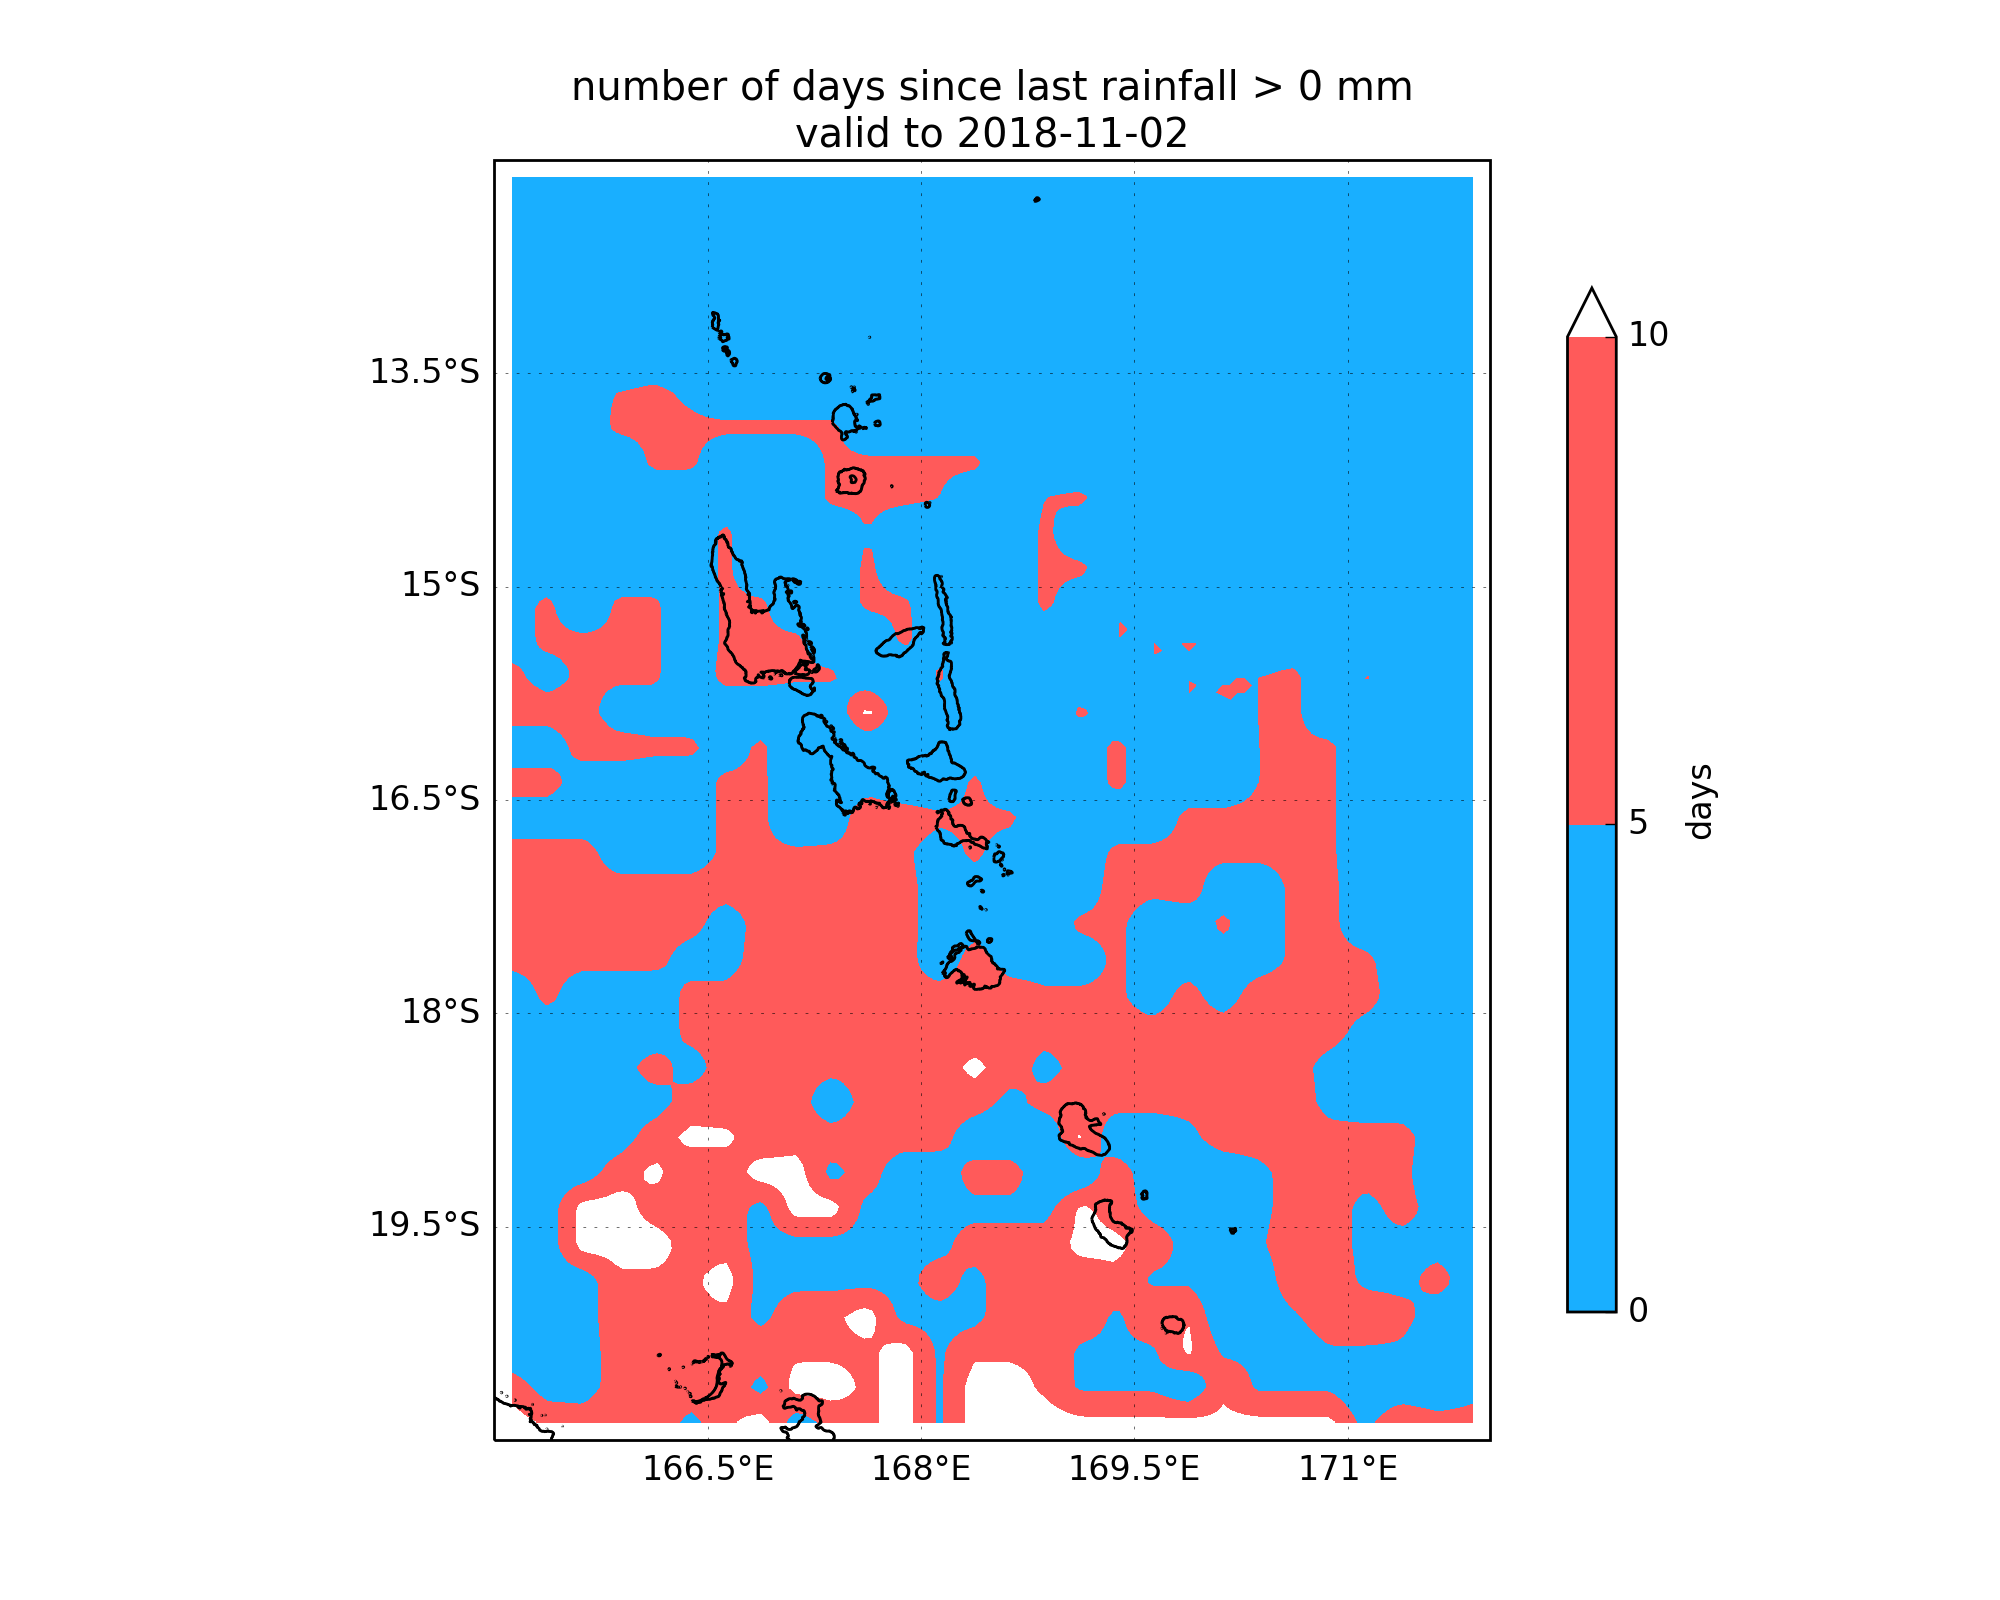 number of days since last rainfall > 0 mm
valid to 2018-11-02
13.5°S
15°S
16.5°S
18°S
19.5°S
166.5°E
168°E
169.5°E
171°E
10
5
0
days